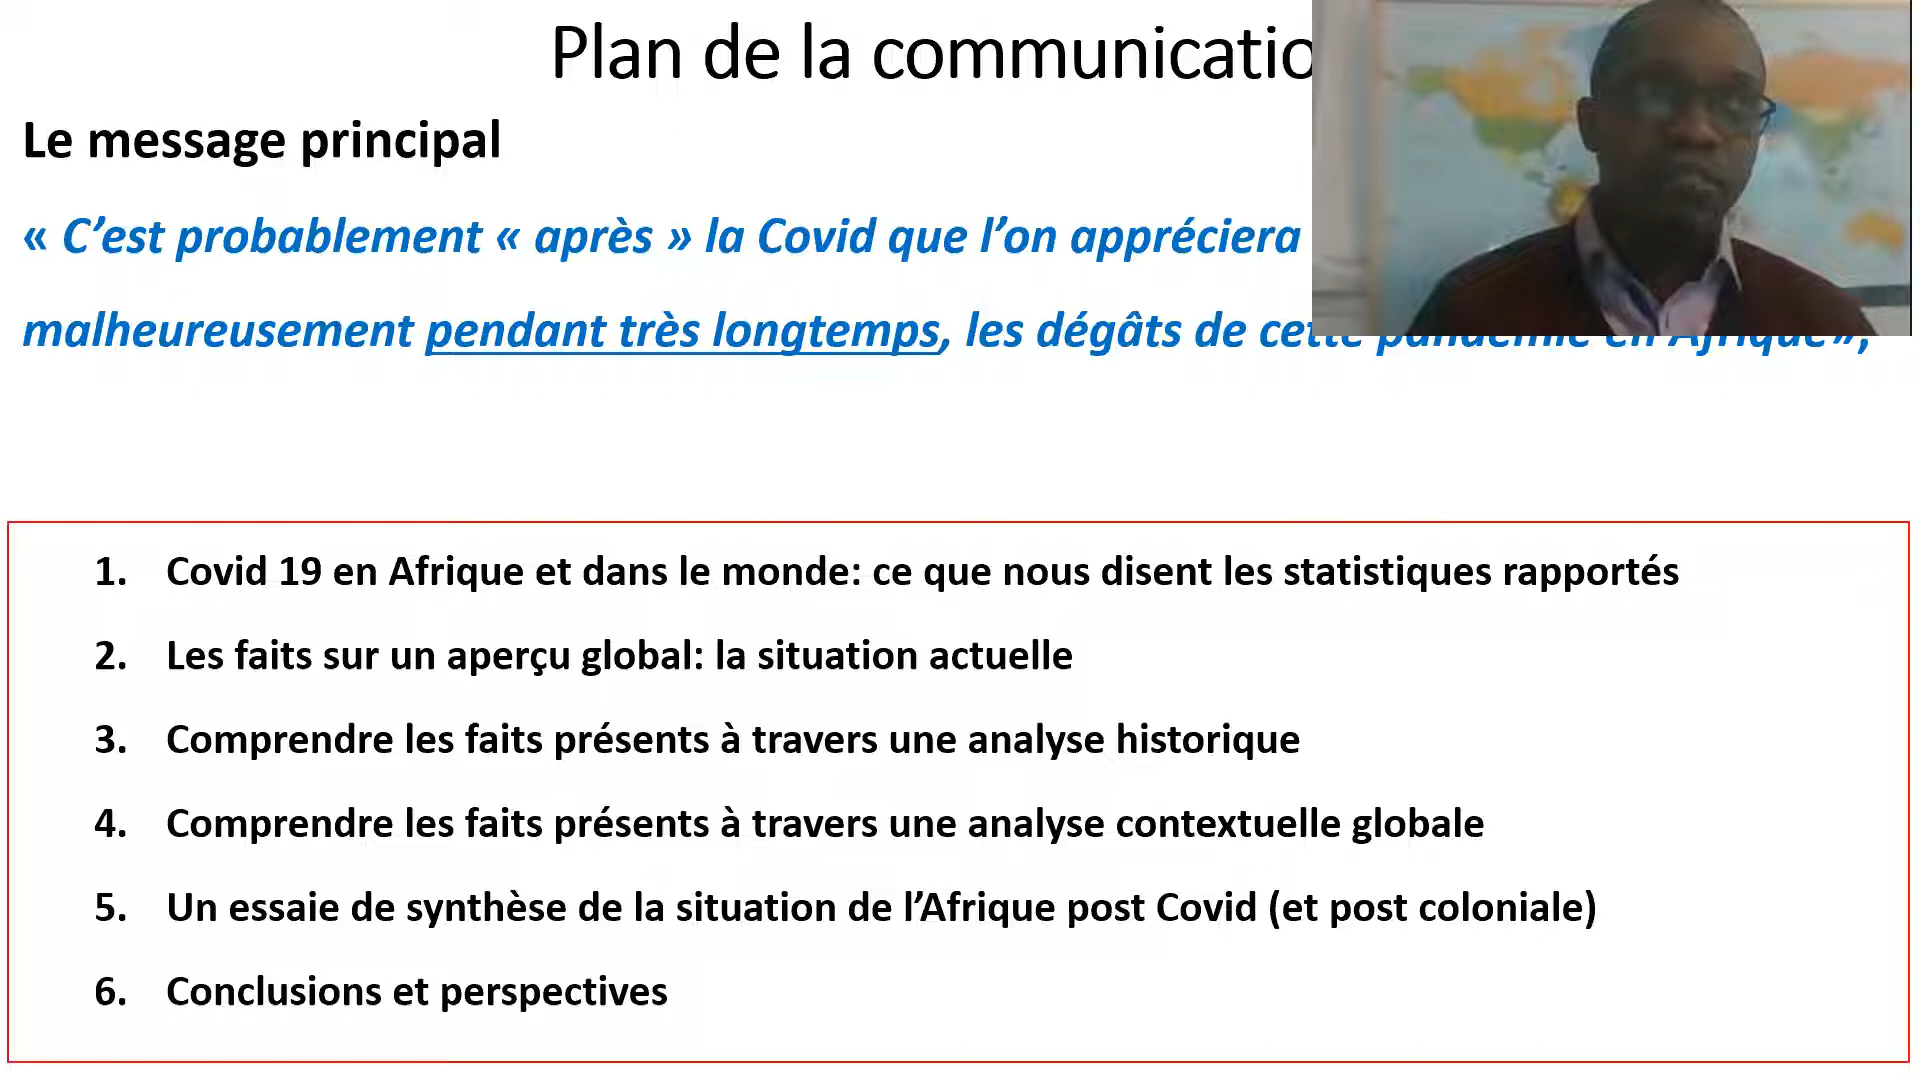 Plan de la communicatio
Le message principal
« C’est probablement « après » la Covid que l’on appréciera
malheureusement pendant très longtemps, les dégâts de cette pandémie en Afrique»,
1. Covid 19 en Afrique et dans le monde: ce que nous disent les statistiques rapportés
2. Les faits sur un aperçu global: la situation actuelle
3. Comprendre les faits présents à travers une analyse historique
4. Comprendre les faits présents à travers une analyse contextuelle globale
5. Un essaie de synthèse de la situation de l’Afrique post Covid (et post coloniale)
6. Conclusions et perspectives